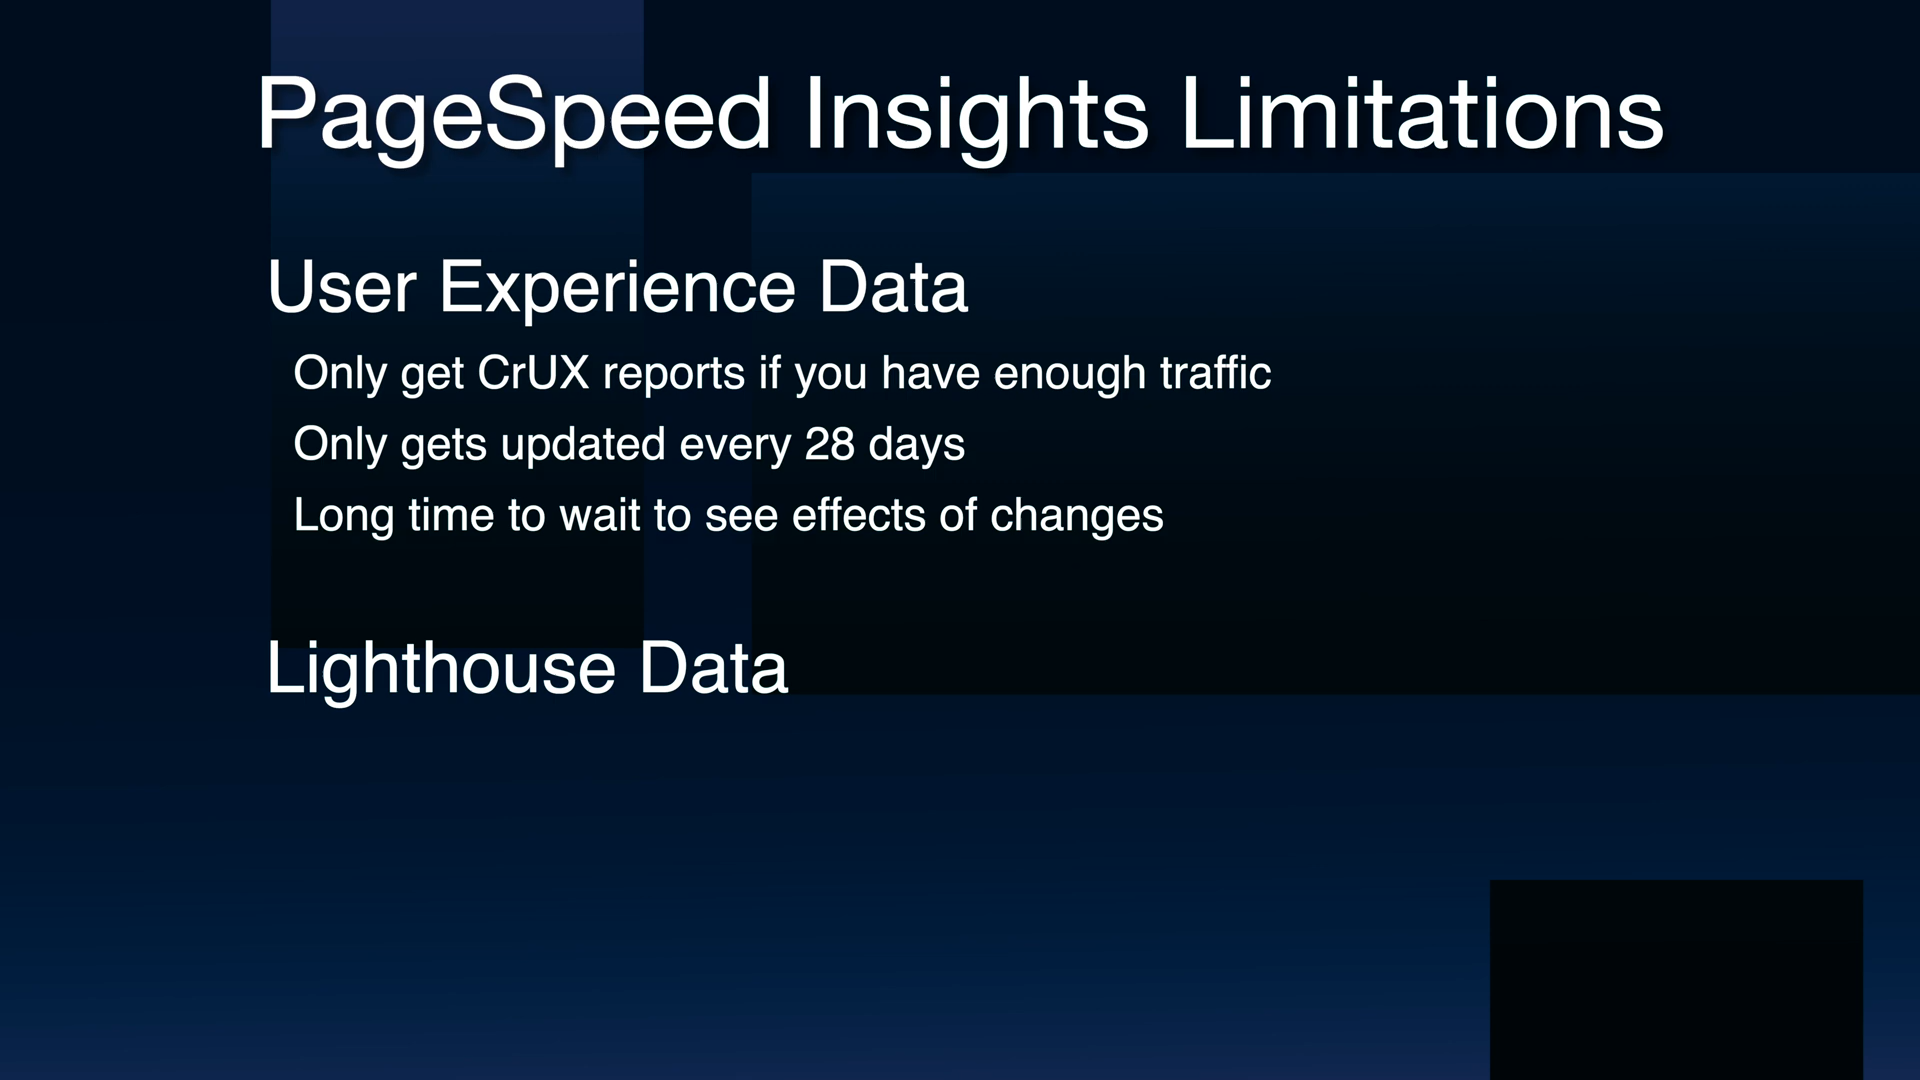 PageSpeed Insights Limitations
User Experience Data
Only get CrUX reports if you have enough traffic
Only gets updated every 28 days
Long time to wait to see effects of changes
Lighthouse Data